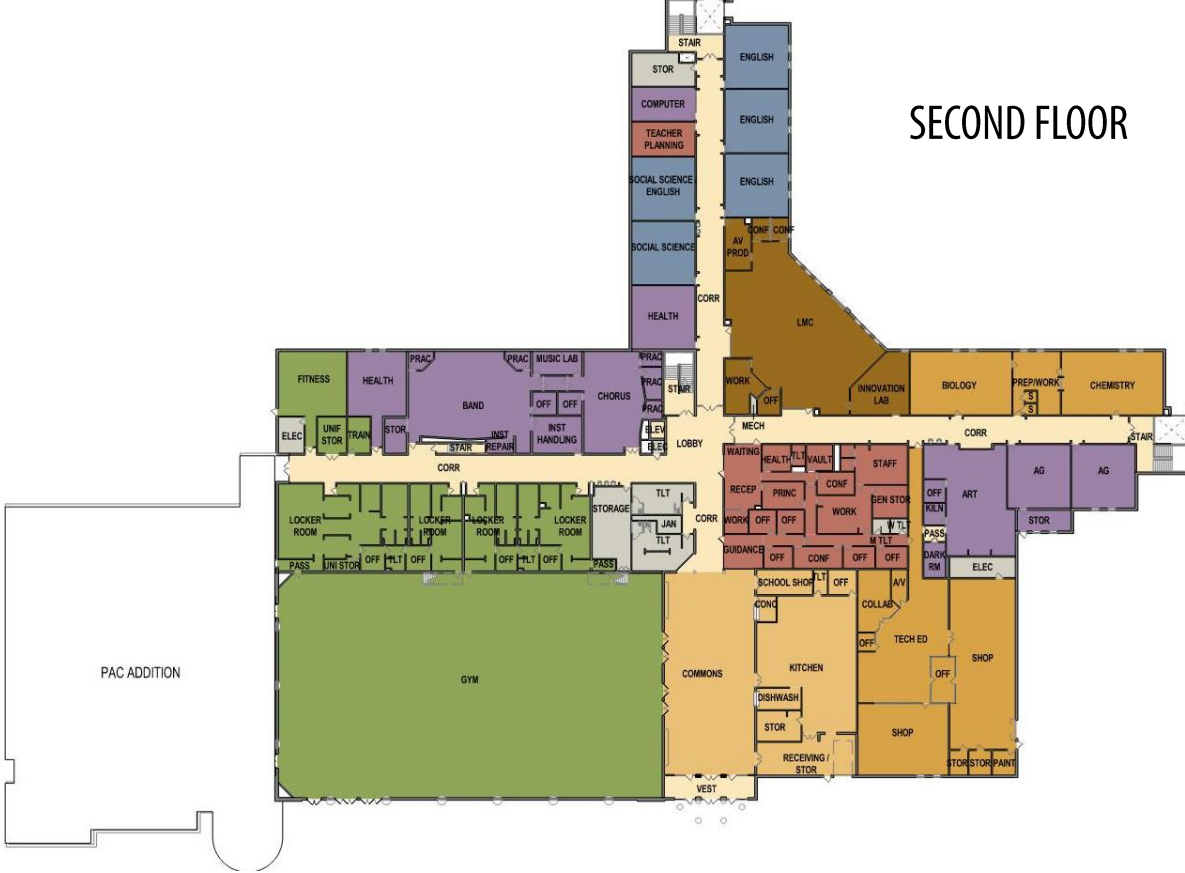 STAIR
STOR
ENGLISH
COMPUTER
SECOND FLOOR
ENGLISH
TEACHER
PLANNING
SOCIAL SCIENCE
ENGLISH
ENGLISH
AV
PROD
CONF
CONF
SOCIAL SCIENCE
CORR
HEALTH
LMC
FITNESS
HEALTH
PRAC
PRAC
MUSIC LAB
PRAC
PRAC
PRAC
BAND
OFF
OFF
CHORUS
STAIR
WORK
OFF
INNOVATION
LAB
BIOLOGY
PREP/WORK
S
S
CHEMISTRY
ELEC
UNIF
STOR
TRAIN
STOR
STAIR
INST
REPAIR
INST
HANDLING
ELEV
ELEC
LOBBY
MECH
CORR
STAIR
CORR
WAITING
HEALTH
TLT
VAULT
STAFF
RECEP
PRINC
CONF
GEN STOR
WORK
OFF
OFF
WORK
W TLT
M TLT
GUIDANCE
OFF
CONF
OFF
OFF
OFF
KILN
ART
AG
AG
STOR
PASS
DARK
RM
ELEC
LOCKER
ROOM
LOCKER
ROOM
LOCKER
ROOM
LOCKER
ROOM
STORAGE
TLT
JAN
TLT
CORR
PASS
UNI STOR
OFF
TLT
OFF
OFF
TLT
OFF
PASS
SCHOOL SHOP
TLT
OFF
CONC
COLLAB
A/V
OFF
TECH ED
OFF
SHOP
PAC ADDITION
GYM
COMMONS
KITCHEN
DISHWASH
STOR
RECEIVING /
STOR
SHOP
STOR
STOR
PAINT
VEST